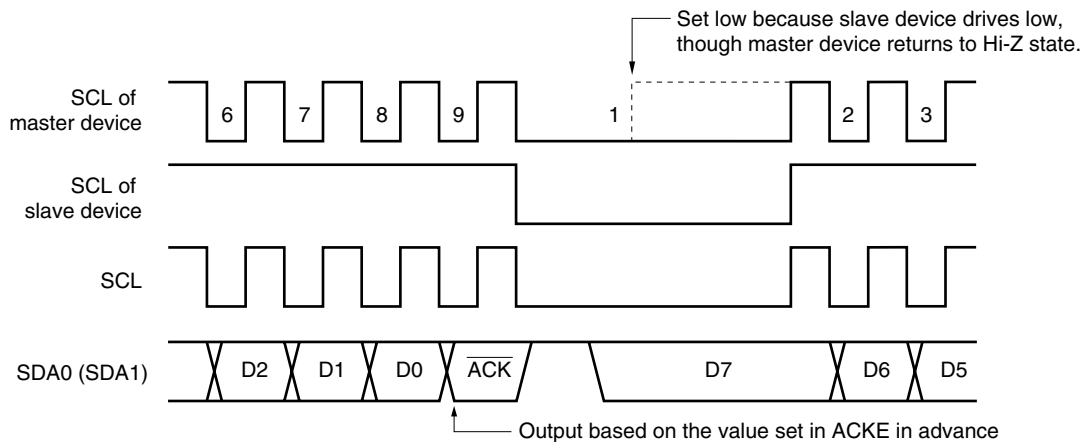 Set low because slave device drives low,
though master device returns to Hi-Z state.
SCL of
master device
6 7 8 9 1 2 3
SCL of
slave device
SCL
SDA0 (SDA1)
D2 D1 D0 ACK D7 D6 D5
Output based on the value set in ACKE in advance